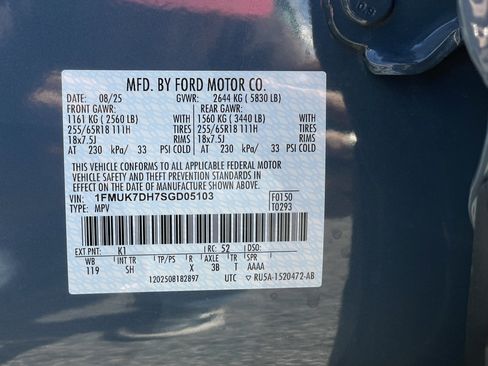 0.8
MFD. BY FORD MOTOR CO.
DATE: 08/25 GVWR: 2644 KG ( 5830 LB)
FRONT GAWR: REAR GAWR:
1161 KG ( 2560 LB) WITH 1560 KG ( 3440 LB) WITH
255/65R18 111H TIRES 255/65R18 111H TIRES
18x7.5J RIMS 18x7.5J RIMS
AT 230 kPa/ 33 PSI COLD AT 230 kPa/ 33 PSI COLD
THIS VEHICLE CONFORMS TO ALL APPLICABLE FEDERAL MOTOR
VEHICLE SAFETY AND THEFT PREVENTION STANDARDS IN
EFFECT ON THE DATE OF MANUFACTURE SHOWN ABOVE.
VIN: 1FMUK7DH7SGD05103 F0150
TYPE: MPV T0293
EXT PNT: K1 RC: 52
WB INT TR TP/PS R AXLE TR SPR
119 SH X 3B T AAAA
1202508182897 UTC RU5A-1520472-AB